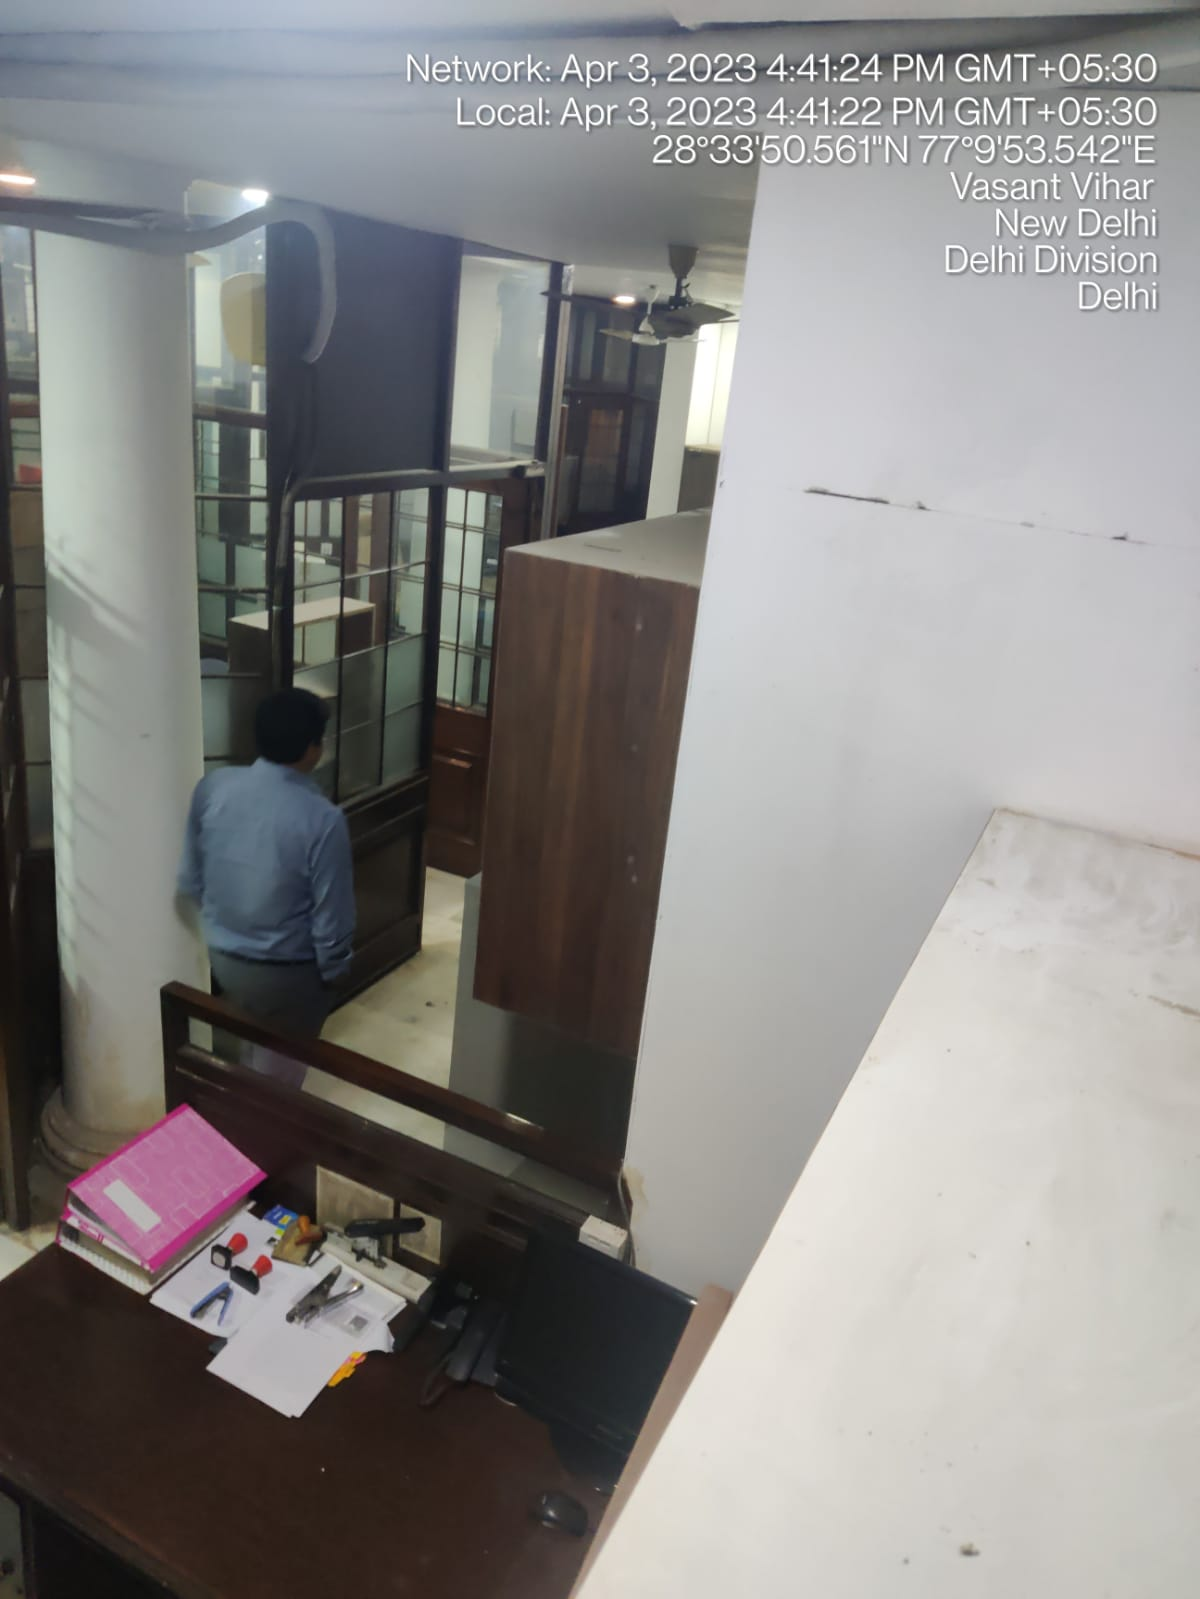 Network: Apr 3, 2023 4:41:24 PM GMT+05:30
Local: Apr 3, 2023 4:41:22 PM GMT+05:30
28°33'50.561"N 77°9'53.542"E
Vasant Vihar
New Delhi
Delhi Division
Delhi